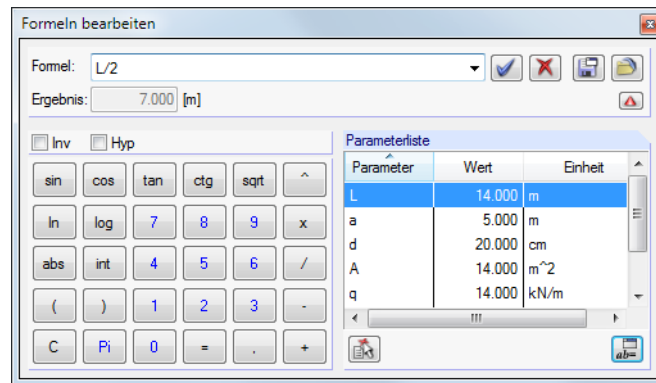 Formeln bearbeiten
Formel: L/2
Ergebnis: 7.000 [m]
Inv Hyp
Parameterliste
sin cos tan ctg sqrt ^
ln log 7 8 9 x
abs int 4 5 6 /
( ) 1 2 3 -
C Pi 0 = , +
Parameter Wert Einheit
L 14.000 m
a 5.000 m
d 20.000 cm
A 14.000 m^2
q 14.000 kN/m
ab=